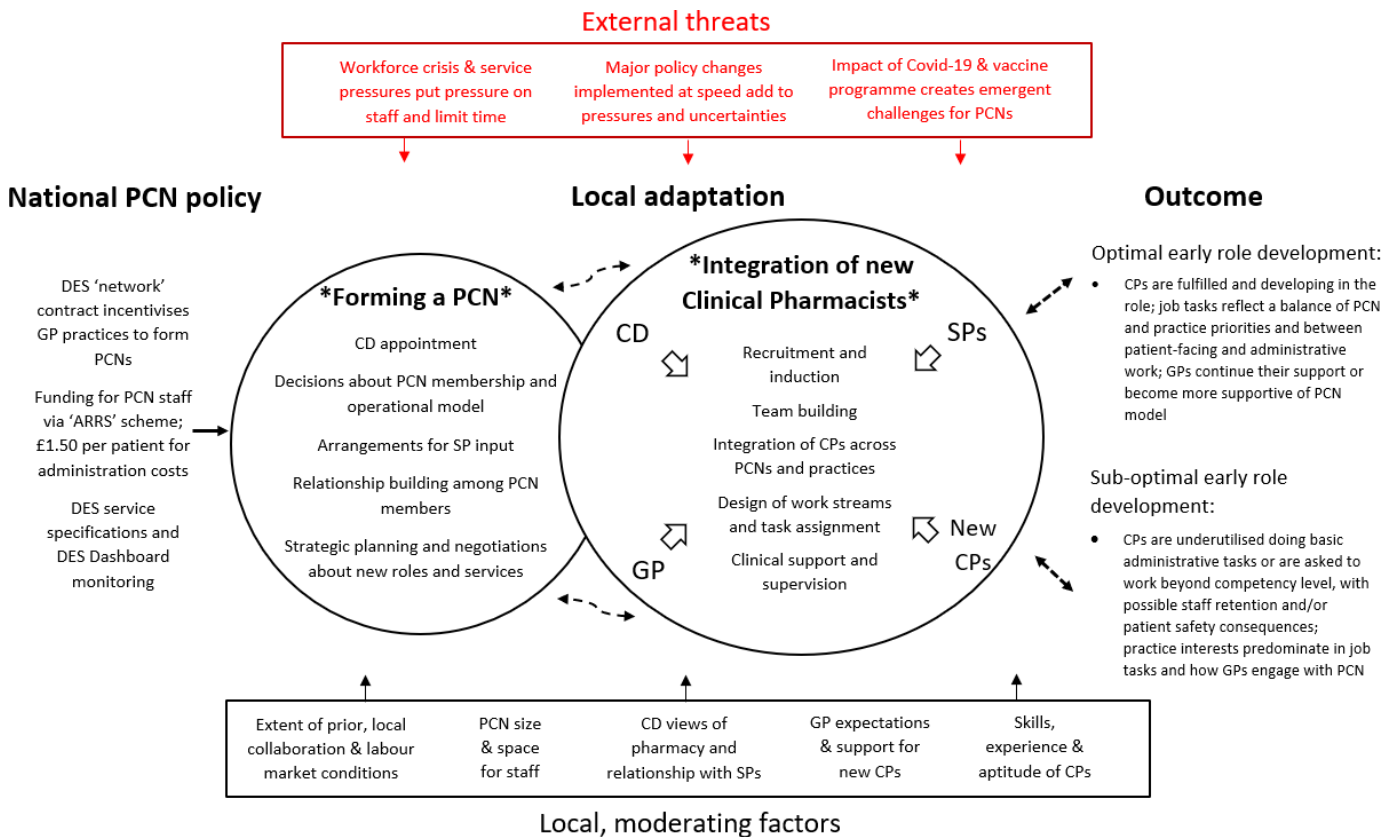 External threats
Workforce crisis & service
pressures put pressure on
staff and limit time
Major policy changes
implemented at speed add to
pressures and uncertainties
Impact of Covid-19 & vaccine
programme creates emergent
challenges for PCNs
National PCN policy
Local adaptation
Outcome
DES ‘network’
contract incentivises
GP practices to form
PCNs
Funding for PCN staff
via ‘ARRS’ scheme;
£1.50 per patient for
administration costs
DES service
specifications and
DES Dashboard
monitoring
*Forming a PCN*
CD appointment
Decisions about PCN membership and
operational model
Arrangements for SP input
Relationship building among PCN
members
Strategic planning and negotiations
about new roles and services
*Integration of new
Clinical Pharmacists*
CD
SPs
Recruitment and
induction
Team building
Integration of CPs across
PCNs and practices
Design of work streams
and task assignment
Clinical support and
supervision
GP
New
CPs
Optimal early role development:
• CPs are fulfilled and developing in the
role; job tasks reflect a balance of PCN
and practice priorities and between
patient-facing and administrative
work; GPs continue their support or
become more supportive of PCN
model
Sub-optimal early role
development:
• CPs are underutilised doing basic
administrative tasks or are asked to
work beyond competency level, with
possible staff retention and/or
patient safety consequences;
practice interests predominate in job
tasks and how GPs engage with PCN
Extent of prior, local
collaboration & labour
market conditions
PCN size
& space
for staff
CD views of
pharmacy and
relationship with SPs
GP expectations
& support for
new CPs
Skills,
experience &
aptitude of CPs
Local, moderating factors